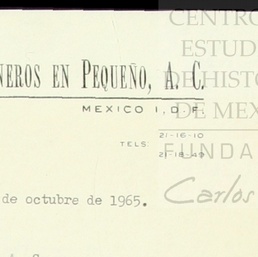 CENTRO
ESTUD
DE HISTO
NEROS EN PEQUEÑO, A. C.
DE MEX
MEXICO I, D. F.
TELS. 21-16-10
21-18-49
FUNDA
Carlos
de octubre de 1965.